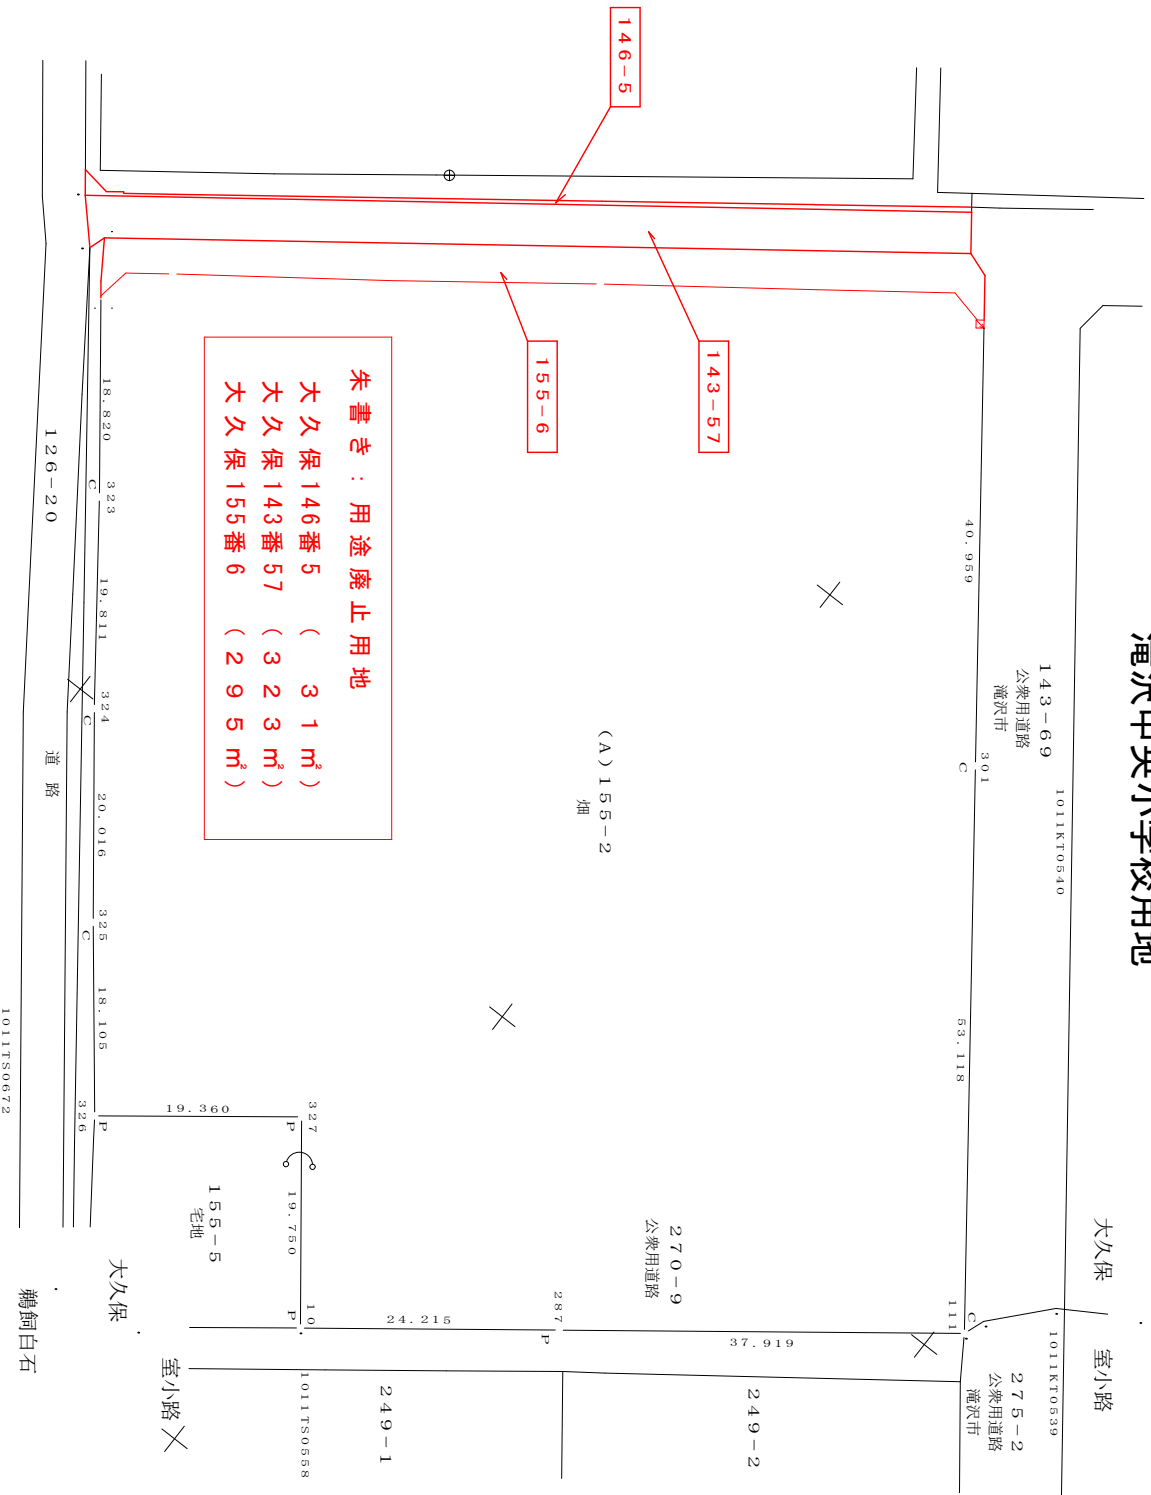 滝沢中央小学校用地
146-5
143-57
155-6
朱書き：用途廃止用地
大久保146番5 ( 31㎡)
大久保143番57 (323㎡)
大久保155番6 (295㎡)
143-69
公衆用道路
滝沢市
1011KT0540
40.959
301
C
53.118
(A)155-2
畑
18.820
323
C
19.811
324
C
20.016
325
C
18.105
326
P
126-20
道路
1011TS0672
19.360
327
P
19.750
10
P
155-5
宅地
24.215
287
P
37.919
111
C
270-9
公衆用道路
大久保
室小路
1011KT0539
275-2
公衆用道路
滝沢市
249-2
249-1
1011TS0558
大久保
室小路
鵜飼白石